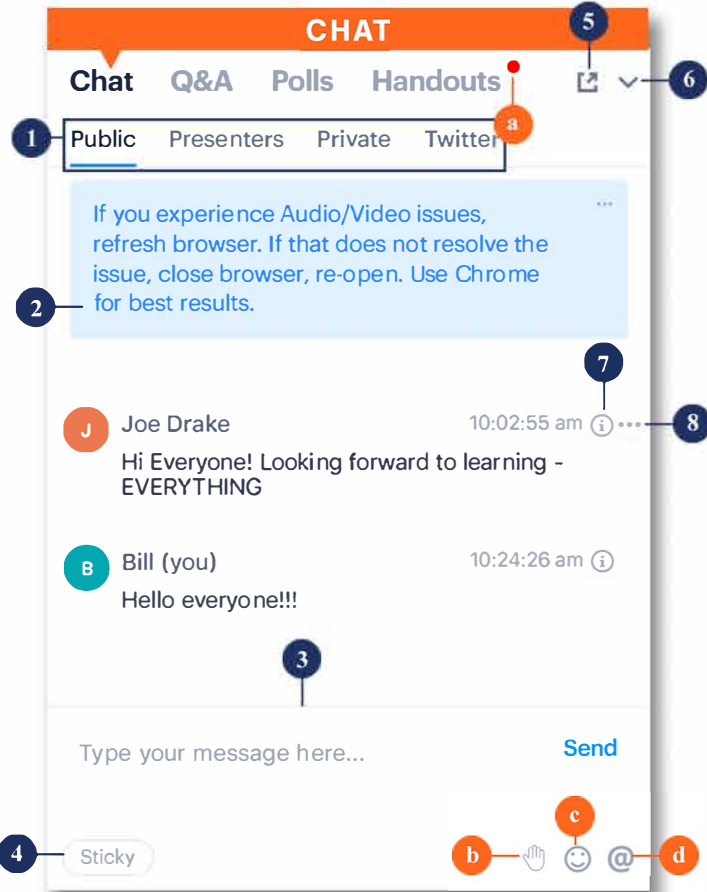 CHAT
5
Chat Q&A Polls Handouts
6
a
1
Public Presenters Private Twitter
If you experience Audio/Video issues,
refresh browser. If that does not resolve the
issue, close browser, re-open. Use Chrome
for best results.
2
7
J
Joe Drake 10:02:55 am
8
Hi Everyone! Looking forward to learning -
EVERYTHING
B
Bill (you) 10:24:26 am
Hello everyone!!!
3
Type your message here... Send
c
4
Sticky
b
@
d